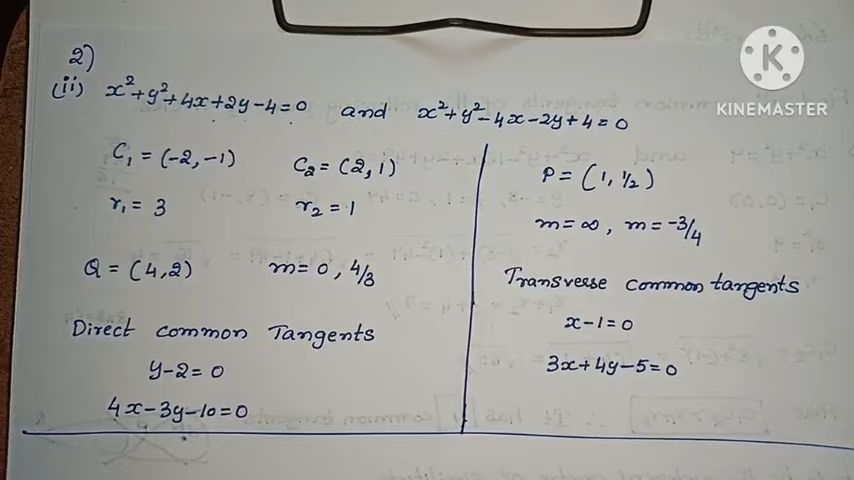 2)
(ii) x²+y²+4x+2y-4=0 and x²+y²-4x-2y+4=0
C₁ = (-2,-1) C₂ = (2,1)
r₁ = 3 r₂ = 1
Q = (4,2) m=0, 4/3
Direct common Tangents
y-2=0
4x-3y-10=0
P = (1, 1/2)
m=∞, m=-3/4
Transverse common tangents
x-1=0
3x+4y-5=0
KINEMASTER